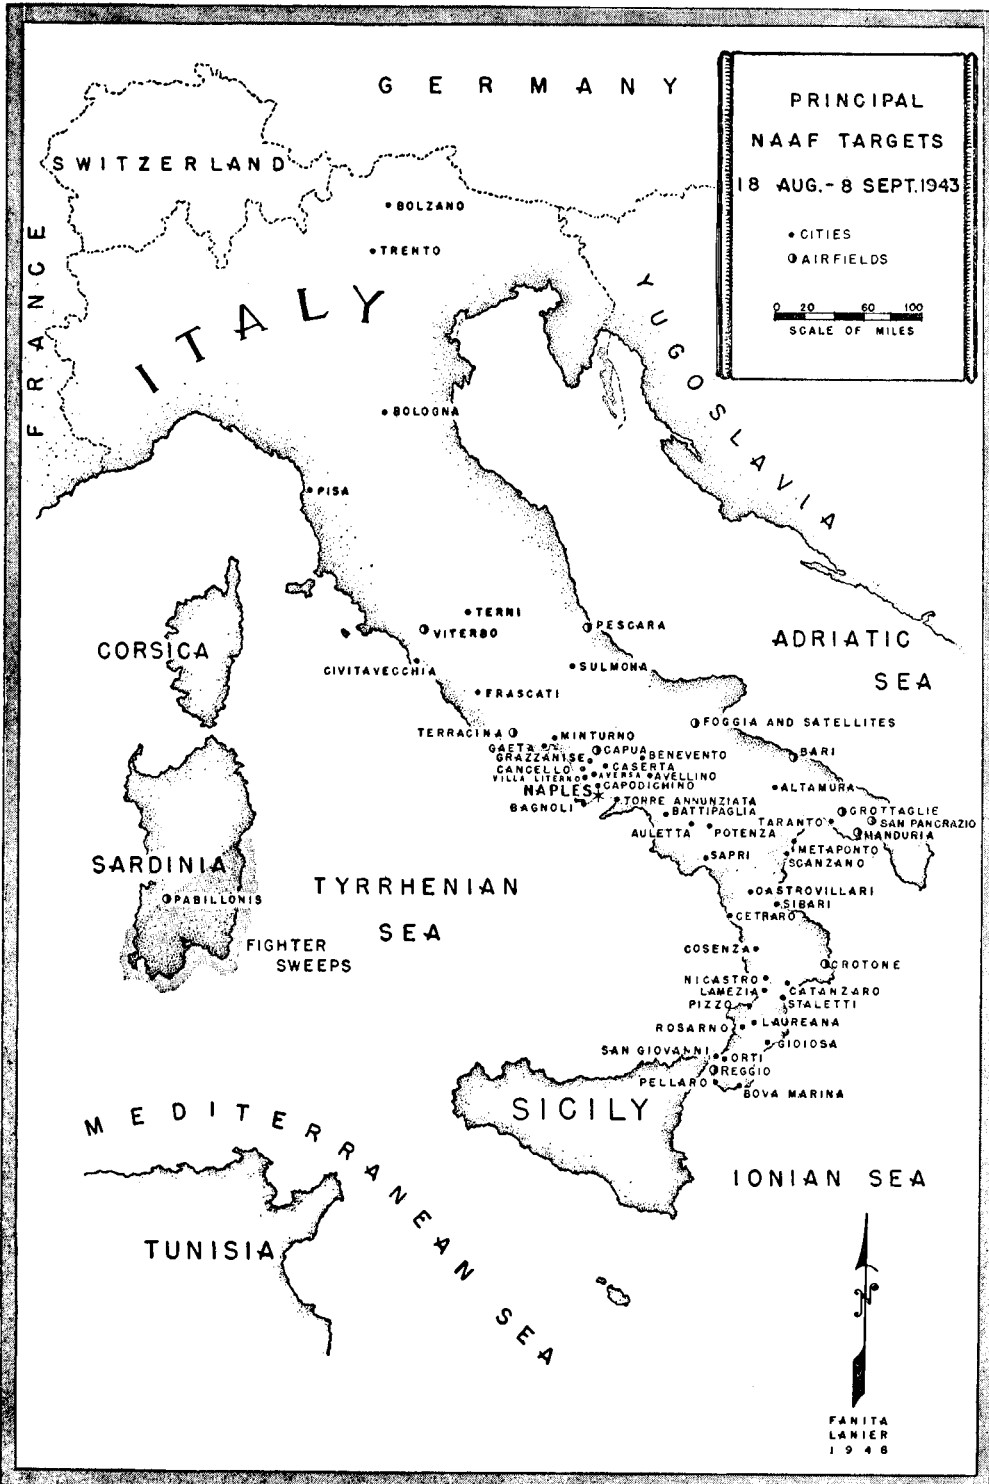 GERMANY
PRINCIPAL
NAAF TARGETS
18 AUG.- 8 SEPT.1943
• CITIES
◑ AIRFIELDS
0 20 60 100
SCALE OF MILES
SWITZERLAND
FRANCE
ITALY
YUGOSLAVIA
BOLZANO
TRENTO
BOLOGNA
PISA
TERNI
VITERBO
PESCARA
CORSICA
ADRIATIC
SEA
CIVITAVECCHIA
SULMONA
FRASCATI
TERRACINA
FOGGIA AND SATELLITES
GAETA
MINTURNO
BARI
GRAZZANISE
CAPUA
BENEVENTO
CANCELLO
CASERTA
VILLA LITERNO
AVERSA
AVELLINO
NAPLES
CAPODICHINO
ALTAMURA
BAGNOLI
TORRE ANNUNZIATA
BATTIPAGLIA
TARANTO
GROTTAGLIE
SAN PANCRAZIO
AULETTA
POTENZA
MANDURIA
METAPONTO
SAPRI
SCANZANO
SARDINIA
TYRRHENIAN
SEA
PABILLONIS
CASTROVILLARI
SIBARI
CETRARO
FIGHTER
SWEEPS
COSENZA
CROTONE
NICASTRO
LAMEZIA
CATANZARO
PIZZO
STALETTI
ROSARNO
LAUREANA
GIOIOSA
SAN GIOVANNI
ORTI
REGGIO
PELLARO
BOVA MARINA
SICILY
MEDITERRANEAN SEA
IONIAN SEA
TUNISIA
N
FANITA
LANIER
1948